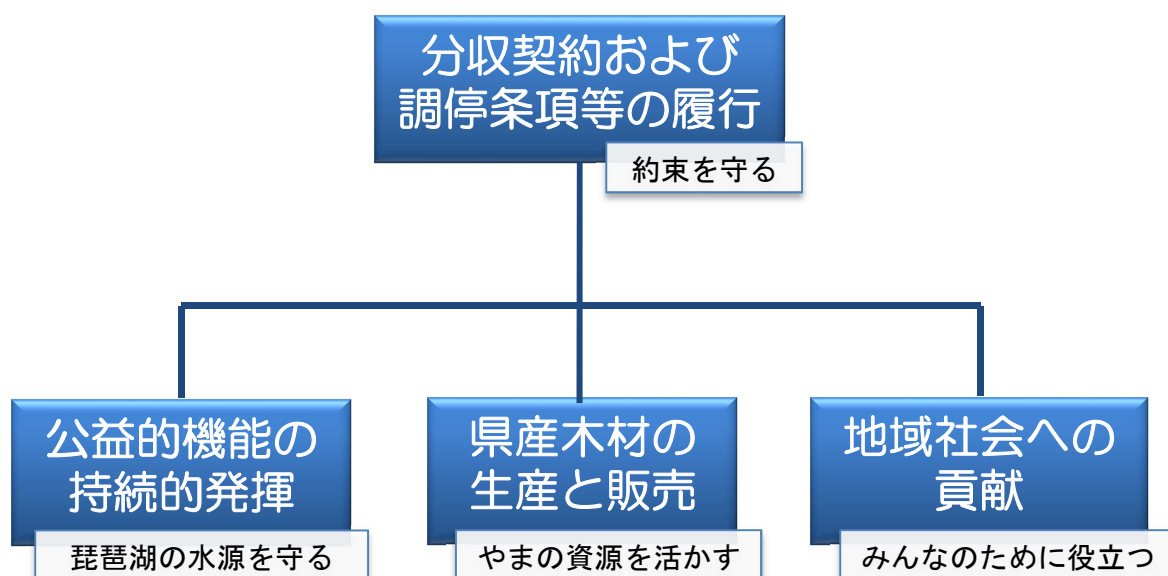 分収契約および
調停条項等の履行
約束を守る
公益的機能の
持続的発揮
琵琶湖の水源を守る
県産木材の
生産と販売
やまの資源を活かす
地域社会への
貢献
みんなのために役立つ